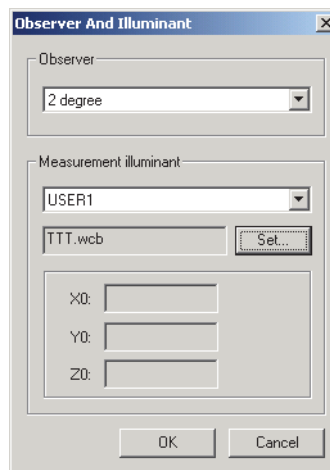 Observer And Illuminant
Observer
2 degree
Measurement illuminant
USER1
TTT.wcb
Set...
X0:
Y0:
Z0:
OK
Cancel